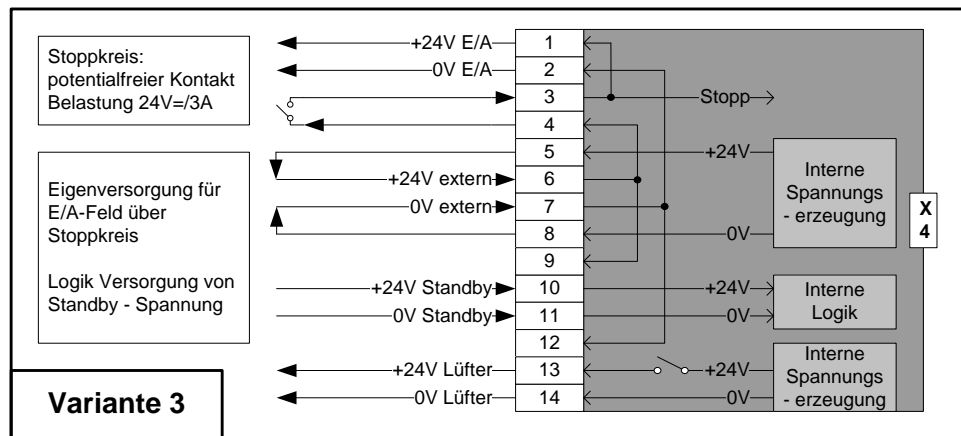 Stoppkreis:
potentialfreier Kontakt
Belastung 24V=/3A
Eigenversorgung für
E/A-Feld über
Stoppkreis
Logik Versorgung von
Standby - Spannung
Variante 3
+24V E/A
0V E/A
+24V extern
0V extern
+24V Standby
0V Standby
+24V Lüfter
0V Lüfter
1
2
3
4
5
6
7
8
9
10
11
12
13
14
Stopp
+24V
0V
+24V
0V
+24V
0V
Interne
Spannungs
- erzeugung
Interne
Logik
Interne
Spannungs
- erzeugung
X
4